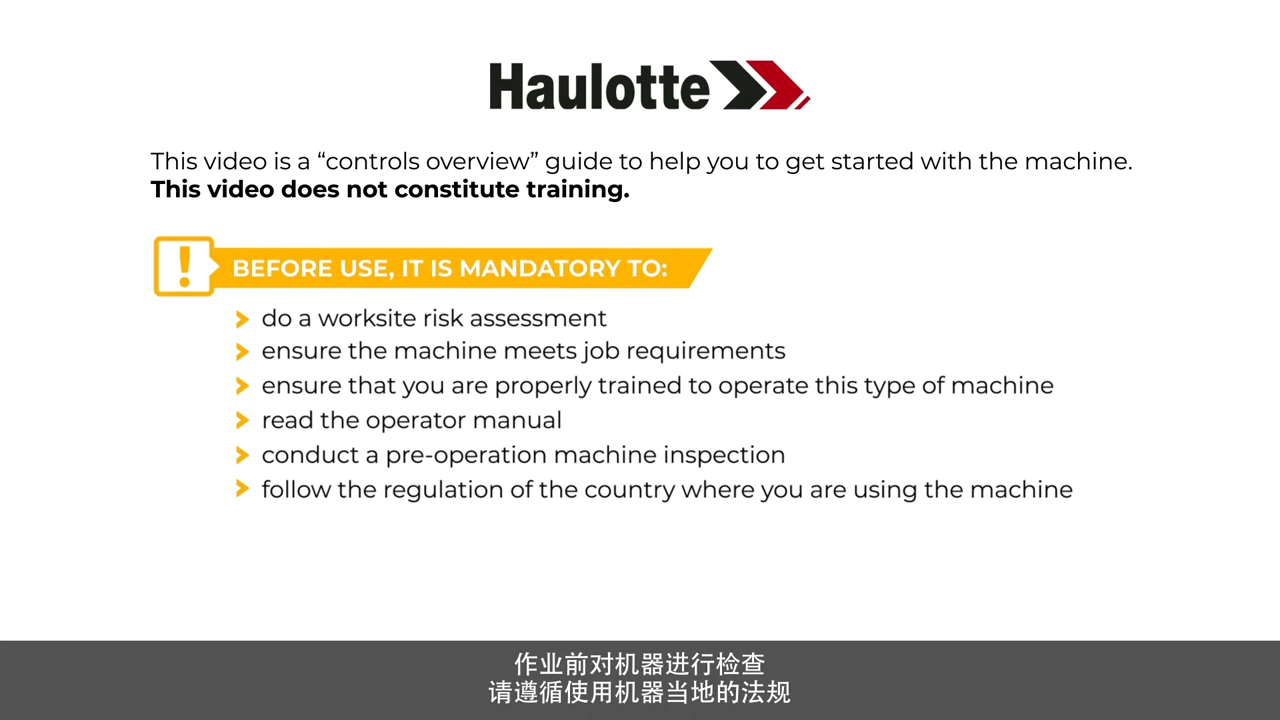 Haulotte
This video is a “controls overview” guide to help you to get started with the machine.
This video does not constitute training.
! BEFORE USE, IT IS MANDATORY TO:
do a worksite risk assessment
ensure the machine meets job requirements
ensure that you are properly trained to operate this type of machine
read the operator manual
conduct a pre-operation machine inspection
follow the regulation of the country where you are using the machine
作业前对机器进行检查
请遵循使用机器当地的法规